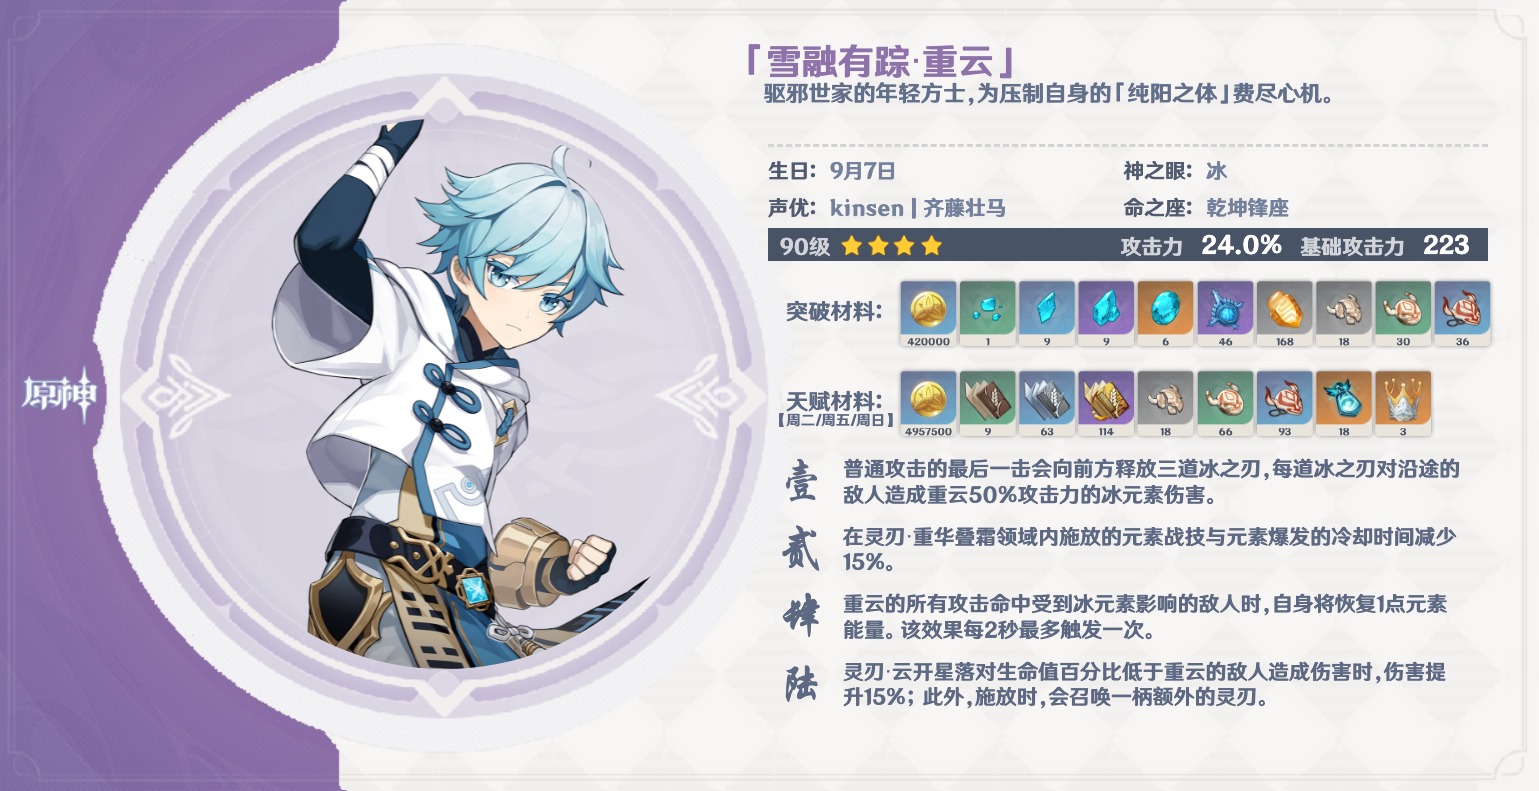 原神
「雪融有踪·重云」
驱邪世家的年轻方士,为压制自身的「纯阳之体」费尽心机。
生日: 9月7日 神之眼: 冰
声优: kinsen | 齐藤壮马 命之座: 乾坤锋座
90级 攻击力 24.0% 基础攻击力 223
突破材料:
420000 1 9 9 6 46 168 18 30 36
天赋材料:
【周二/周五/周日】
4957500 9 63 114 18 66 93 18 3
壹 普通攻击的最后一击会向前方释放三道冰之刃,每道冰之刃对沿途的
敌人造成重云50%攻击力的冰元素伤害。
贰 在灵刃·重华叠霜领域内施放的元素战技与元素爆发的冷却时间减少
15%。
肆 重云的所有攻击命中受到冰元素影响的敌人时,自身将恢复1点元素
能量。该效果每2秒最多触发一次。
陆 灵刃·云开星落对生命值百分比低于重云的敌人造成伤害时,伤害提
升15%; 此外,施放时,会召唤一柄额外的灵刃。